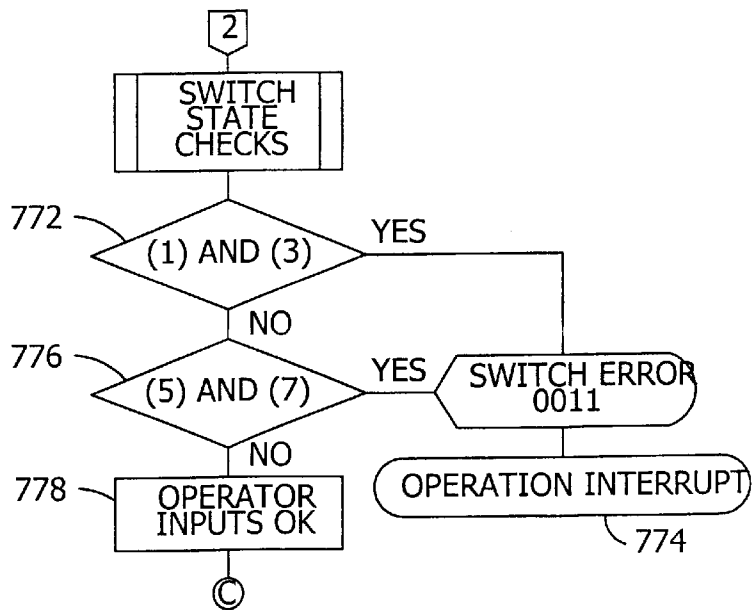 2
SWITCH
STATE
CHECKS
772
(1) AND (3)
YES
NO
776
(5) AND (7)
YES
SWITCH ERROR
0011
NO
778
OPERATOR
INPUTS OK
OPERATION INTERRUPT
774
C